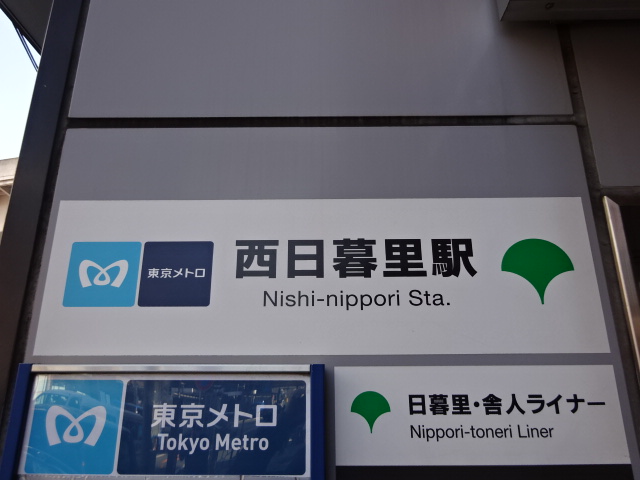 東京メトロ
西日暮里駅
Nishi-nippori Sta.
東京メトロ
Tokyo Metro
日暮里・舎人ライナー
Nippori-toneri Liner